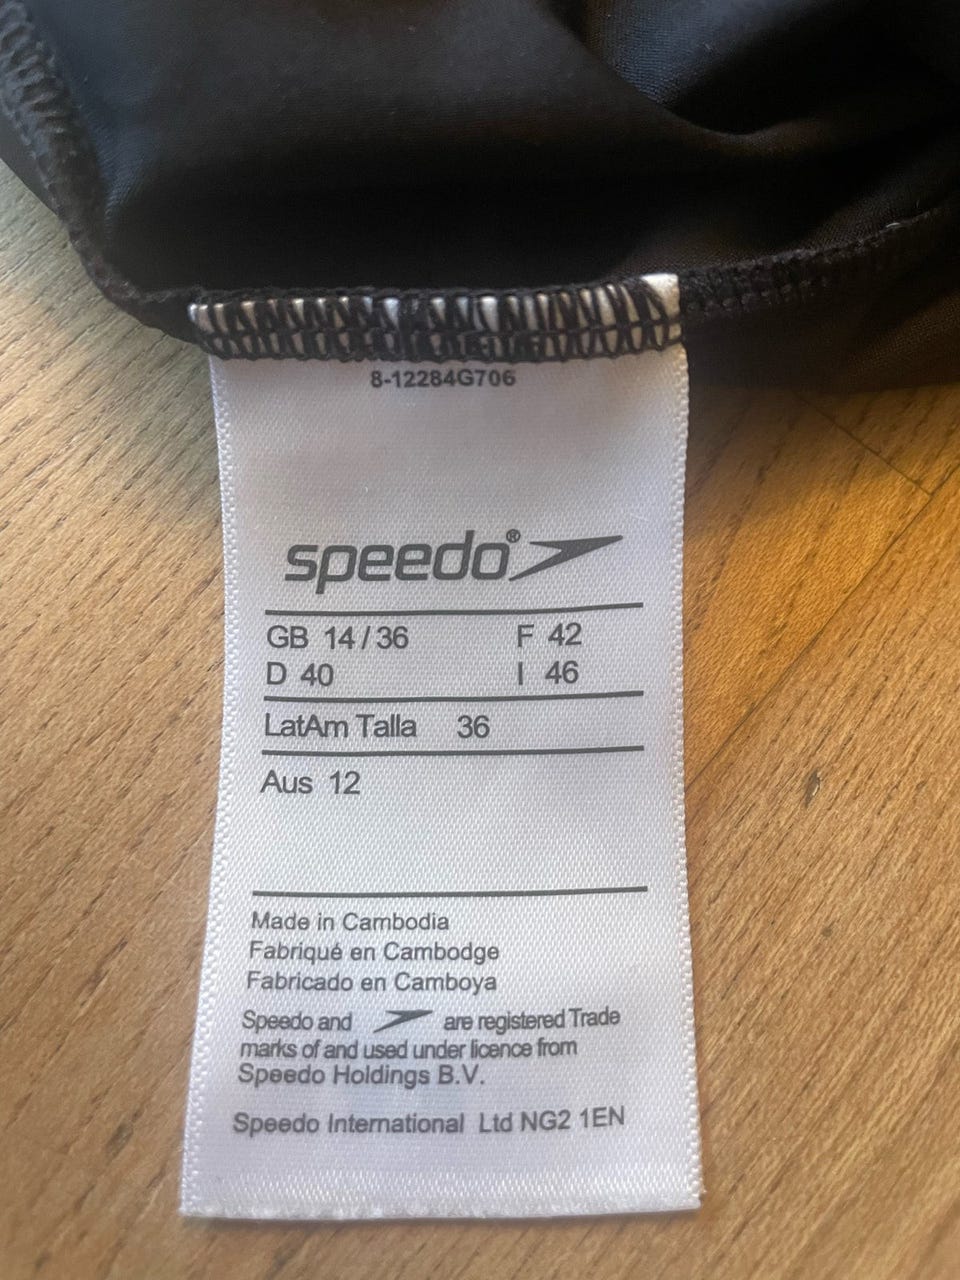 8-12284G706
speedo®
GB 14/36 F 42
D 40 I 46
LatAm Talla 36
Aus 12
Made in Cambodia
Fabriqué en Cambodge
Fabricado en Camboya
Speedo and are registered Trade
marks of and used under licence from
Speedo Holdings B.V.
Speedo International Ltd NG2 1EN